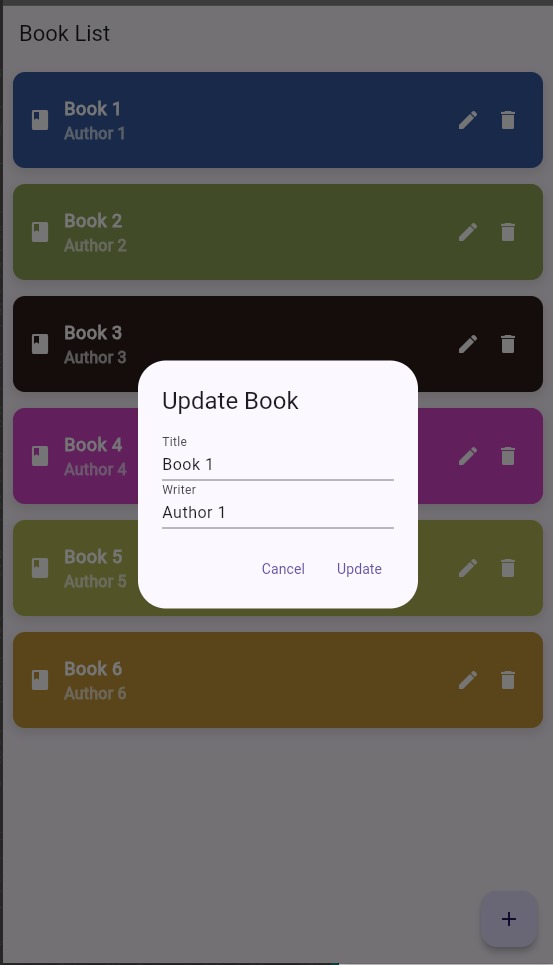 Book List
Book 1
Author 1
Book 2
Author 2
Book 3
Author 3
Book 4
Author 4
Book 5
Author 5
Book 6
Author 6
Update Book
Title
Book 1
Writer
Author 1
Cancel Update
+